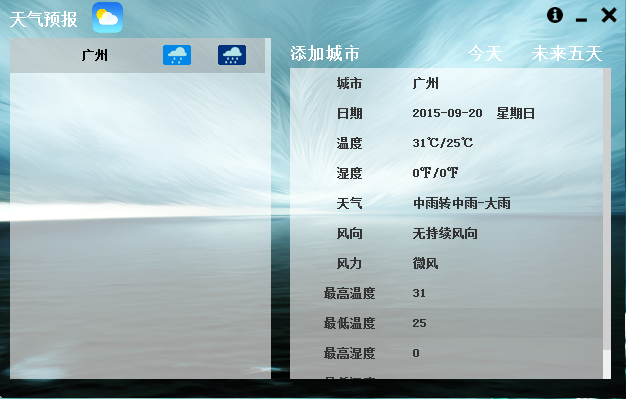 天气预报
广州
添加城市 今天 未来五天
城市 广州
日期 2015-09-20 星期日
温度 31℃/25℃
湿度 0℉/0℉
天气 中雨转中雨-大雨
风向 无持续风向
风力 微风
最高温度 31
最低温度 25
最高湿度 0